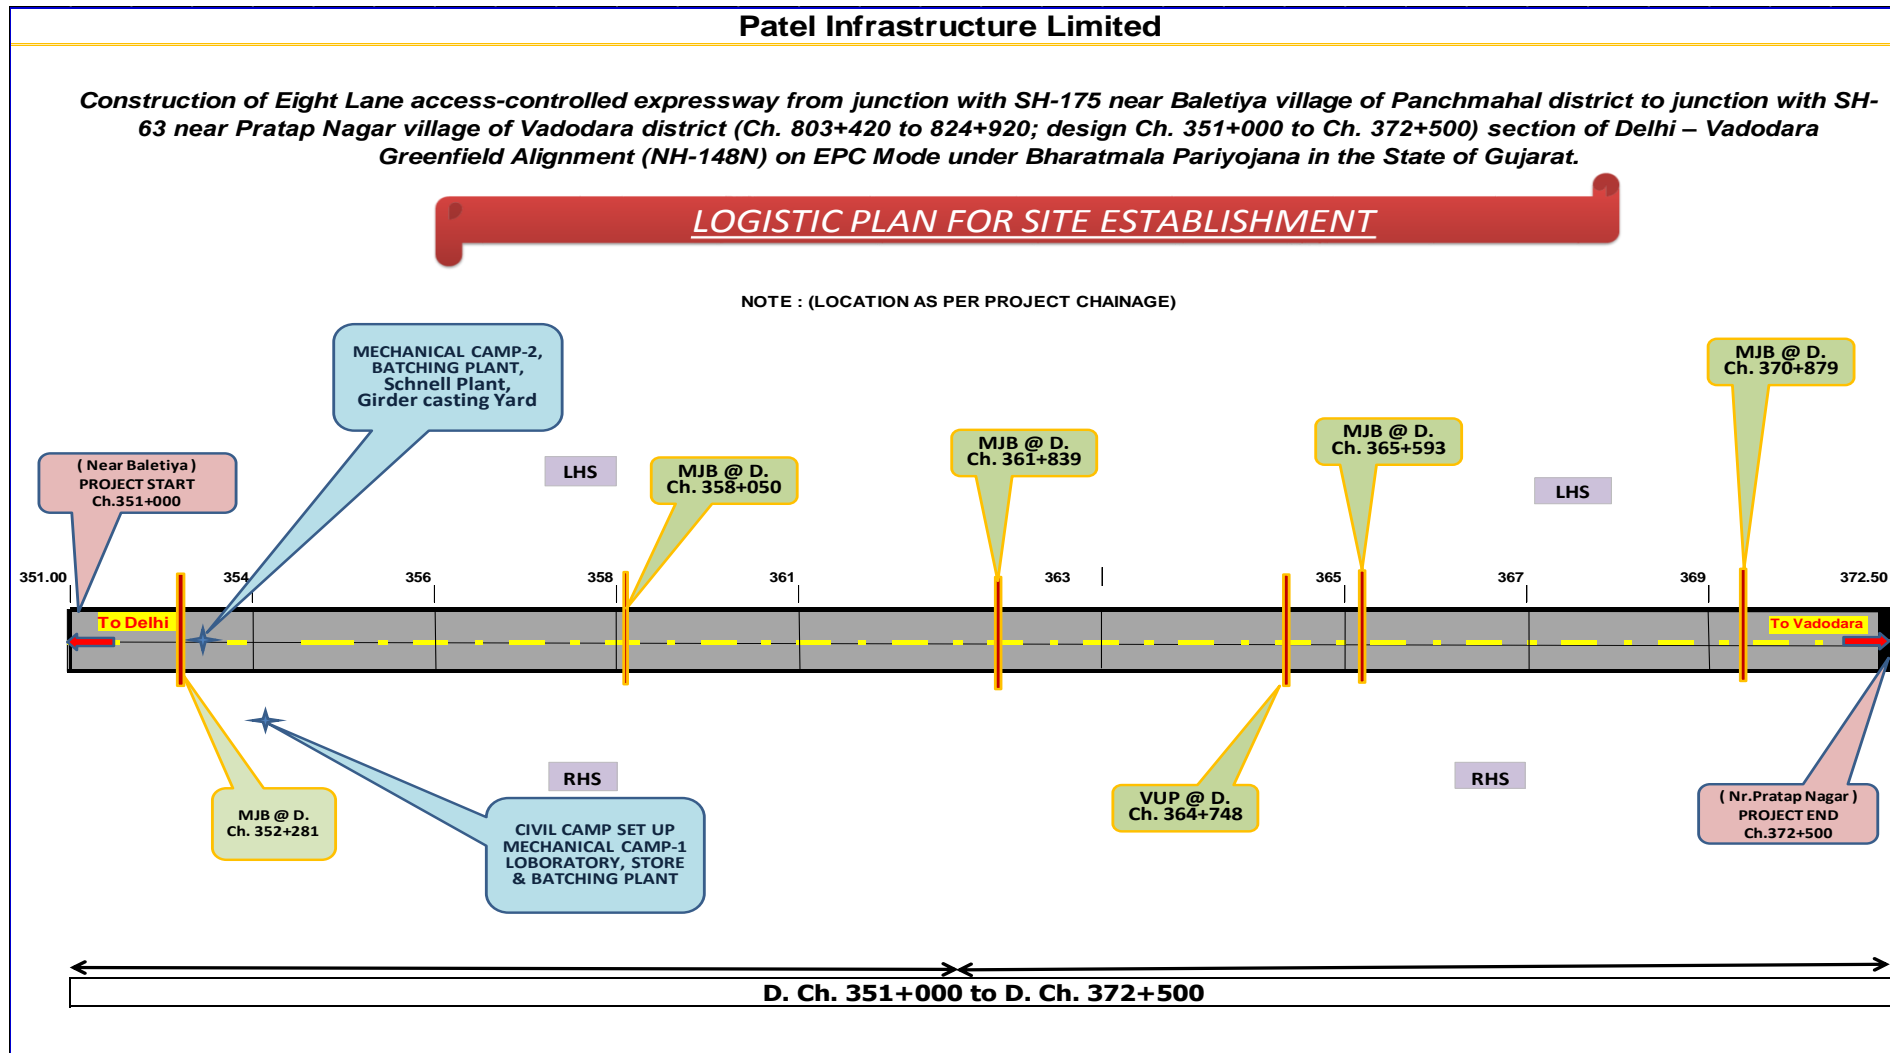 Patel Infrastructure Limited
Construction of Eight Lane access-controlled expressway from junction with SH-175 near Baletiya village of Panchmahal district to junction with SH-
63 near Pratap Nagar village of Vadodara district (Ch. 803+420 to 824+920; design Ch. 351+000 to Ch. 372+500) section of Delhi – Vadodara
Greenfield Alignment (NH-148N) on EPC Mode under Bharatmala Pariyojana in the State of Gujarat.
LOGISTIC PLAN FOR SITE ESTABLISHMENT
NOTE : (LOCATION AS PER PROJECT CHAINAGE)
MECHANICAL CAMP-2,
BATCHING PLANT,
Schnell Plant,
Girder casting Yard
MJB @ D.
Ch. 370+879
MJB @ D.
Ch. 365+593
MJB @ D.
Ch. 361+839
( Near Baletiya )
PROJECT START
Ch.351+000
LHS
MJB @ D.
Ch. 358+050
LHS
351.00
354
356
358
361
363
365
367
369
372.50
To Delhi
To Vadodara
RHS
RHS
MJB @ D.
Ch. 352+281
CIVIL CAMP SET UP
MECHANICAL CAMP-1
LOBORATORY, STORE
& BATCHING PLANT
VUP @ D.
Ch. 364+748
( Nr.Pratap Nagar )
PROJECT END
Ch.372+500
D. Ch. 351+000 to D. Ch. 372+500